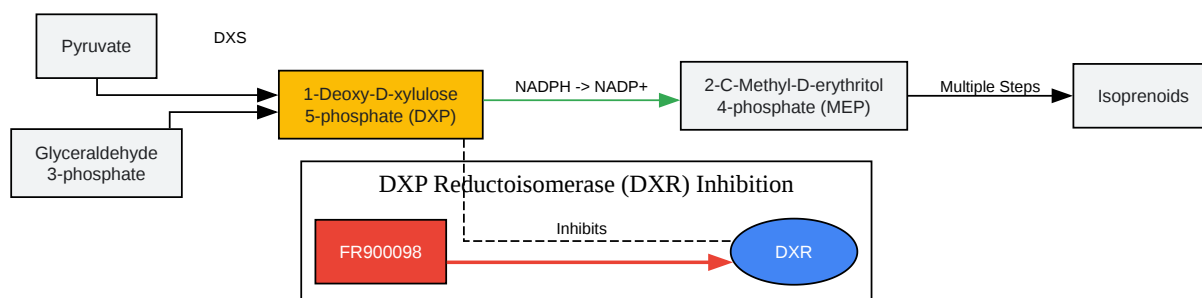 Pyruvate
DXS
Glyceraldehyde
3-phosphate
1-Deoxy-D-xylulose
5-phosphate (DXP)
NADPH -> NADP+
2-C-Methyl-D-erythritol
4-phosphate (MEP)
Multiple Steps
Isoprenoids
DXP Reductoisomerase (DXR) Inhibition
FR900098
Inhibits
DXR